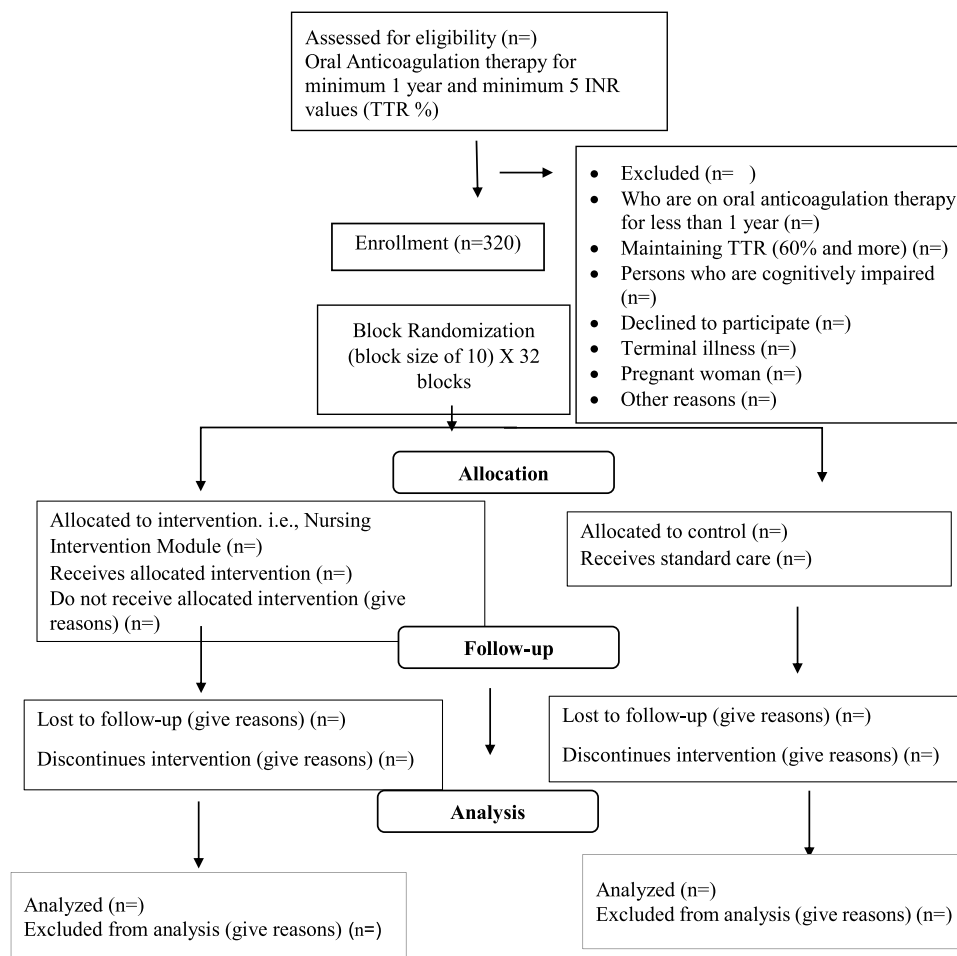 Assessed for eligibility (n=)
Oral Anticoagulation therapy for
minimum 1 year and minimum 5 INR
values (TTR %)
• Excluded (n= )
• Who are on oral anticoagulation therapy
for less than 1 year (n=)
• Maintaining TTR (60% and more) (n=)
• Persons who are cognitively impaired
(n=)
• Declined to participate (n=)
• Terminal illness (n=)
• Pregnant woman (n=)
• Other reasons (n=)
Enrollment (n=320)
Block Randomization
(block size of 10) X 32
blocks
Allocation
Allocated to intervention. i.e., Nursing
Intervention Module (n=)
Receives allocated intervention (n=)
Do not receive allocated intervention (give
reasons) (n=)
Allocated to control (n=)
Receives standard care (n=)
Follow-up
Lost to follow-up (give reasons) (n=)
Discontinues intervention (give reasons) (n=)
Lost to follow-up (give reasons) (n=)
Discontinues intervention (give reasons) (n=)
Analysis
Analyzed (n=)
Excluded from analysis (give reasons) (n=)
Analyzed (n=)
Excluded from analysis (give reasons) (n=)